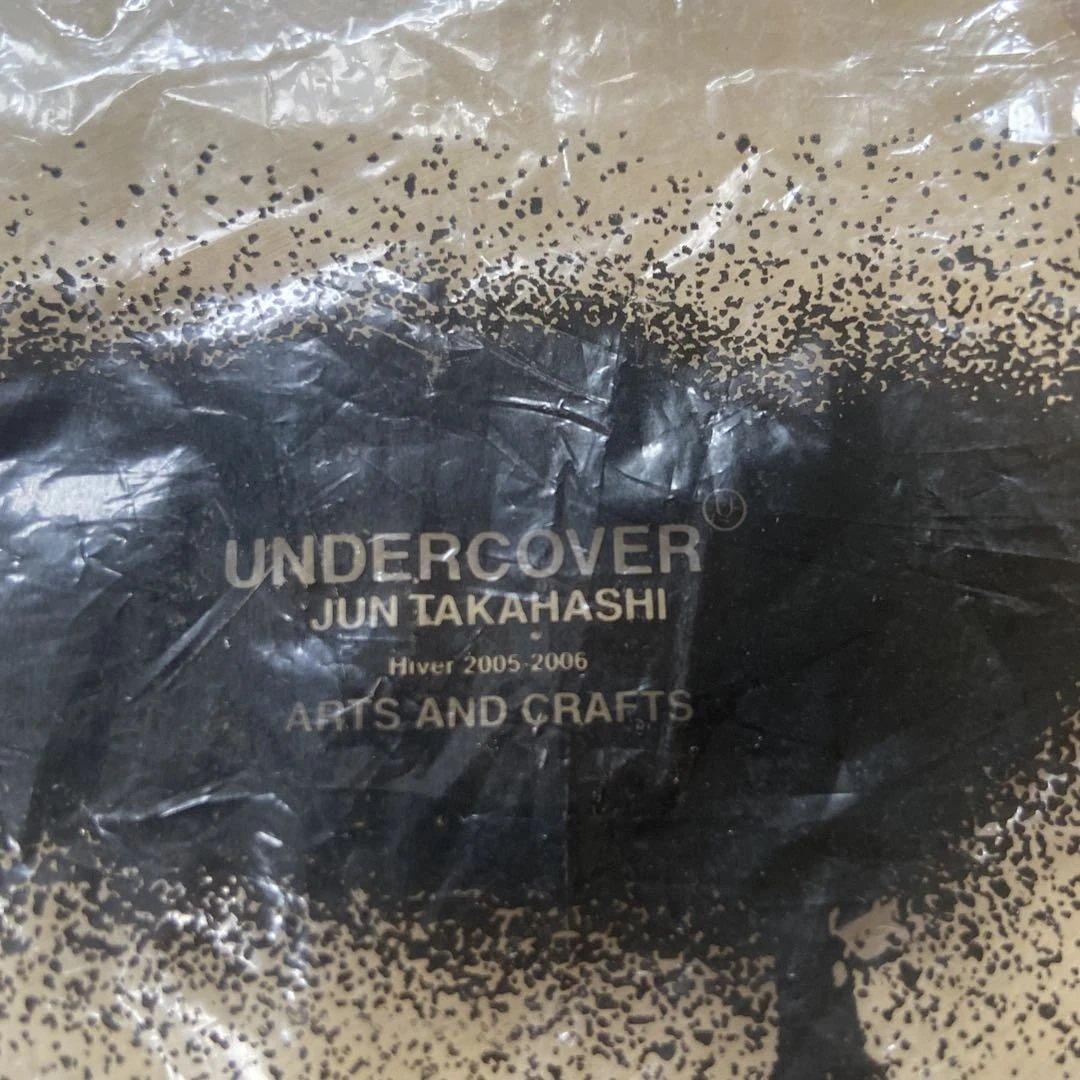 UNDERCOVER Ⓤ
JUN TAKAHASHI
Hiver 2005-2006
ARTS AND CRAFTS